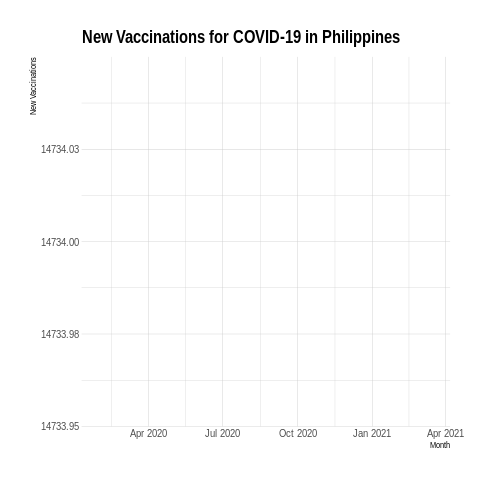 New Vaccinations for COVID-19 in Philippines
New Vaccinations
14734.03
14734.00
14733.98
14733.95
Apr 2020 Jul 2020 Oct 2020 Jan 2021 Apr 2021
Month